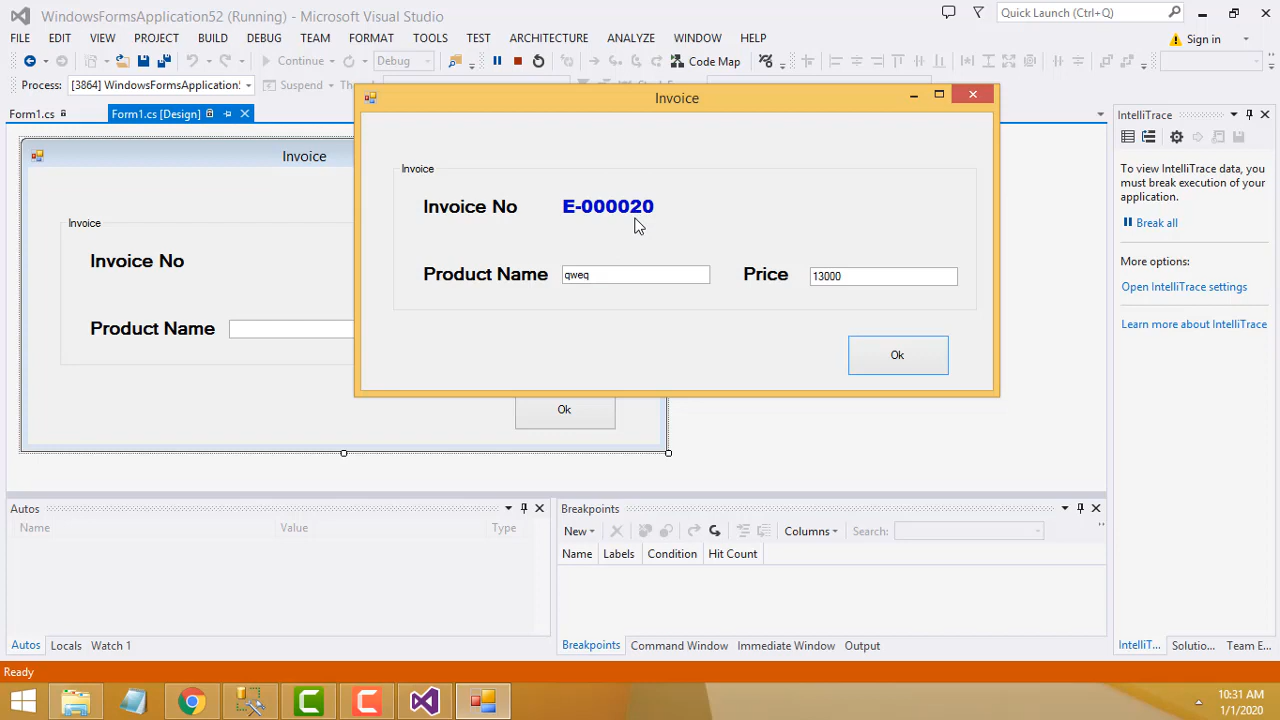 WindowsFormsApplication52 (Running) - Microsoft Visual Studio
Quick Launch (Ctrl+Q)
FILE EDIT VIEW PROJECT BUILD DEBUG TEAM FORMAT TOOLS TEST ARCHITECTURE ANALYZE WINDOW HELP
Sign in
Continue Debug Code Map
Process: [3864] WindowsFormsApplication5 Suspend
Form1.cs Form1.cs [Design]
Invoice
Invoice
Invoice No
Product Name
Ok
Invoice
Invoice
Invoice No E-000020
Product Name qweq Price 13000
Ok
IntelliTrace
To view IntelliTrace data, you
must break execution of your
application.
Break all
More options:
Open IntelliTrace settings
Learn more about IntelliTrace
Autos
Name Value Type
Autos Locals Watch 1
Breakpoints
New Columns Search:
Name Labels Condition Hit Count
Breakpoints Command Window Immediate Window Output
IntelliT... Solutio... Team E...
Ready
10:31 AM
1/1/2020